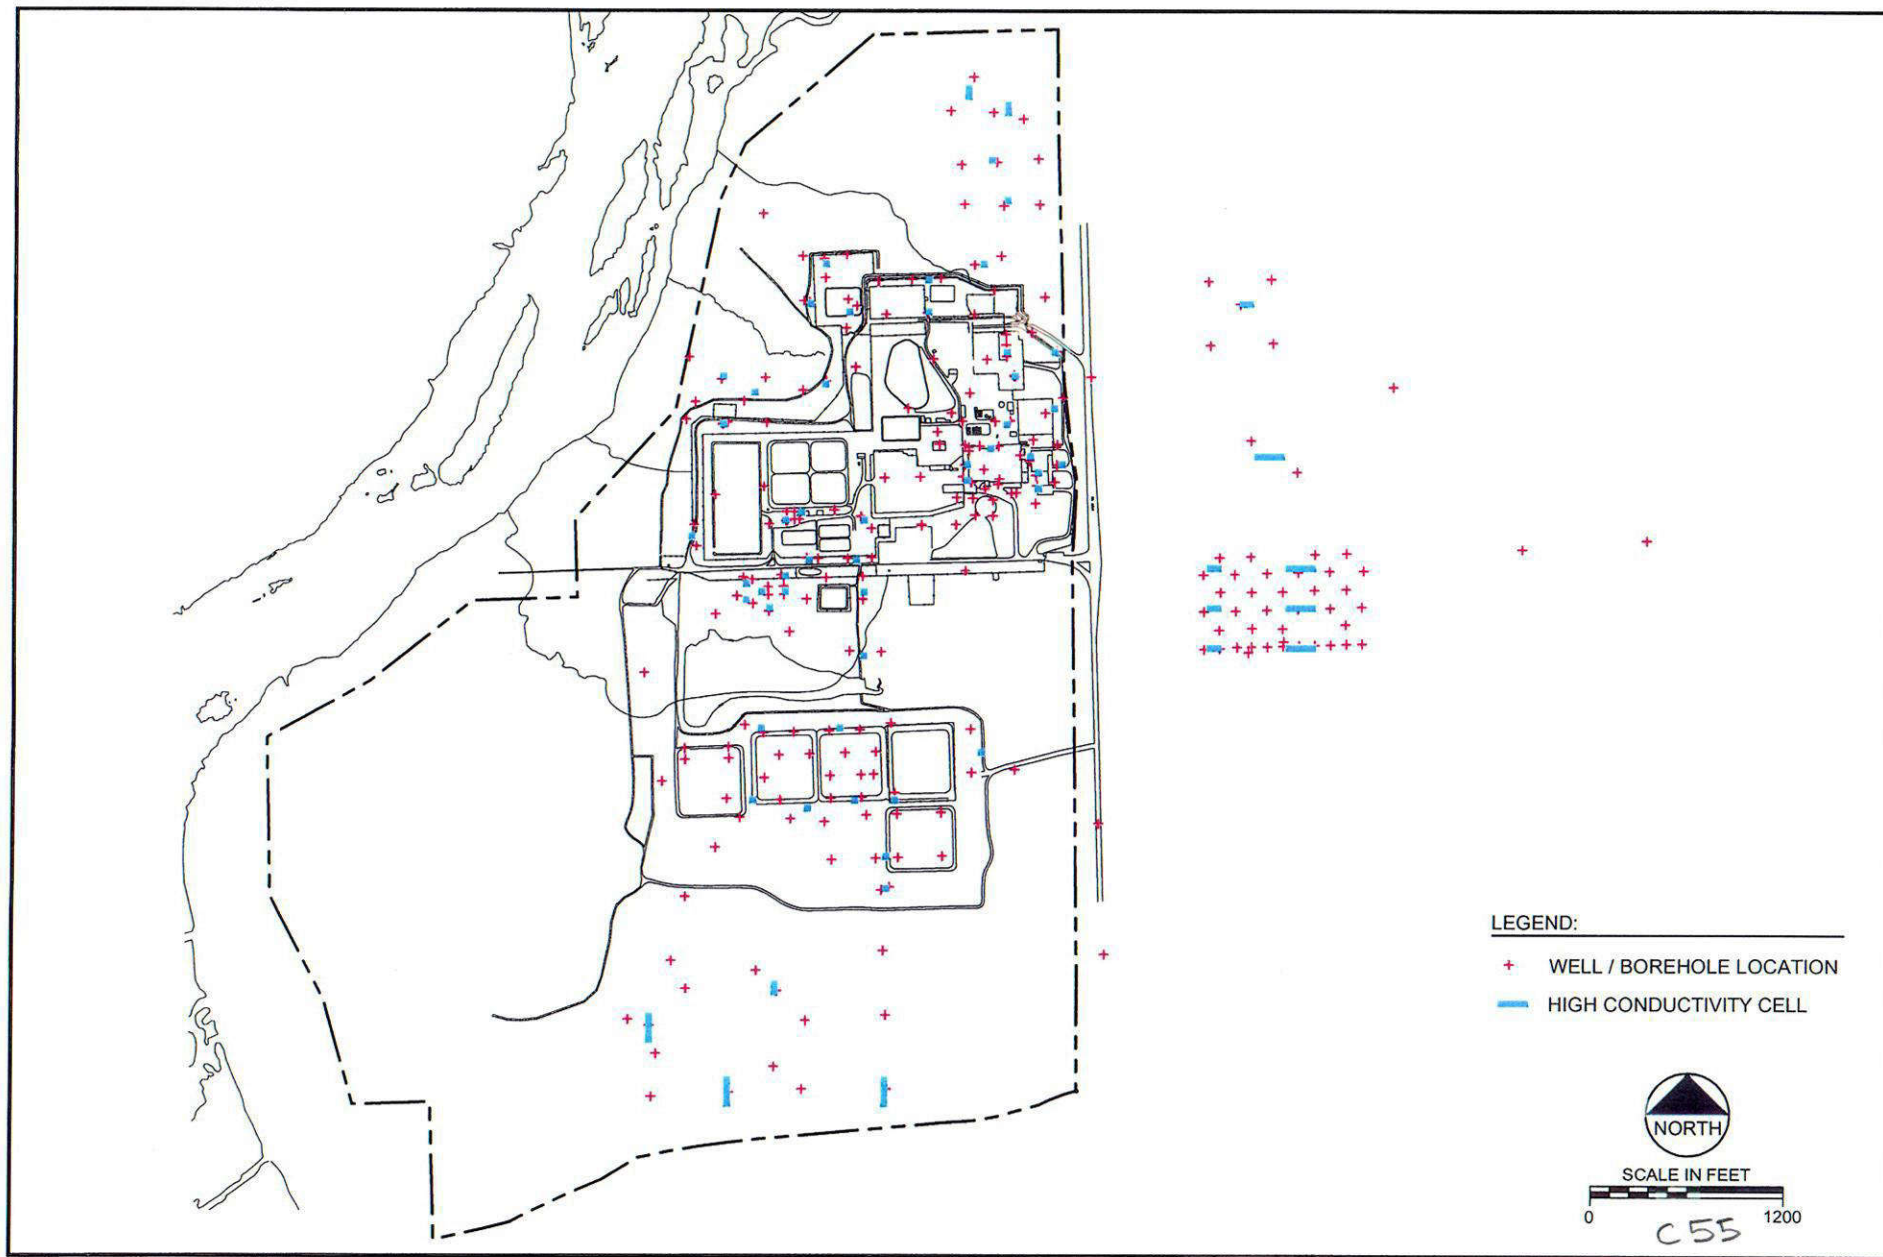 LEGEND:
WELL / BOREHOLE LOCATION
HIGH CONDUCTIVITY CELL
NORTH
SCALE IN FEET
0 1200
C55